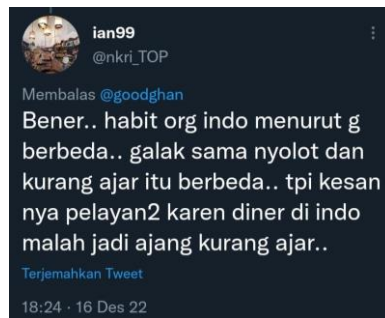 ian99
@nkri_TOP
Membalas @goodghan
Bener.. habit org indo menurut g
berbeda.. galak sama nyolot dan
kurang ajar itu berbeda.. tpi kesan
nya pelayan2 karen diner di indo
malah jadi ajang kurang ajar..
Terjemahkan Tweet
18:24 · 16 Des 22